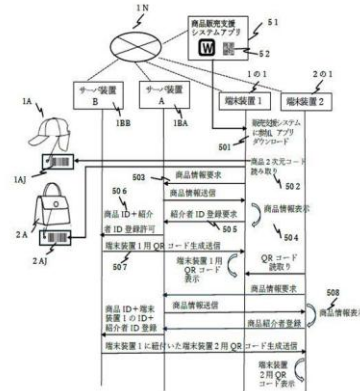 1N
51
商品販売支援
システムアプリ
W
52
サーバ装置
B
サーバ装置
A
1の1
端末装置1
2の1
端末装置2
1A
1BB
1BA
販売支援システム
アプリ
ダウンロード
501
1AJ
商品2次元コード
読み取り
503
商品情報要求
502
506
商品情報送信
商品情報表示
商品ID+紹介
者ID登録許可
紹介者ID登録要求
505
504
2A
2AJ
端末装置1用QRコード生成送信
507
端末装置1用
QRコード
表示
QRコード
読取り
商品情報要求
508
商品情報送信
商品情報表示
商品ID+端末
装置1のID+
紹介者ID登録
商品紹介者登録
端末装置1に紐付いた端末装置2用QRコード生成送信
端末装置
2用QRコ
ード表示